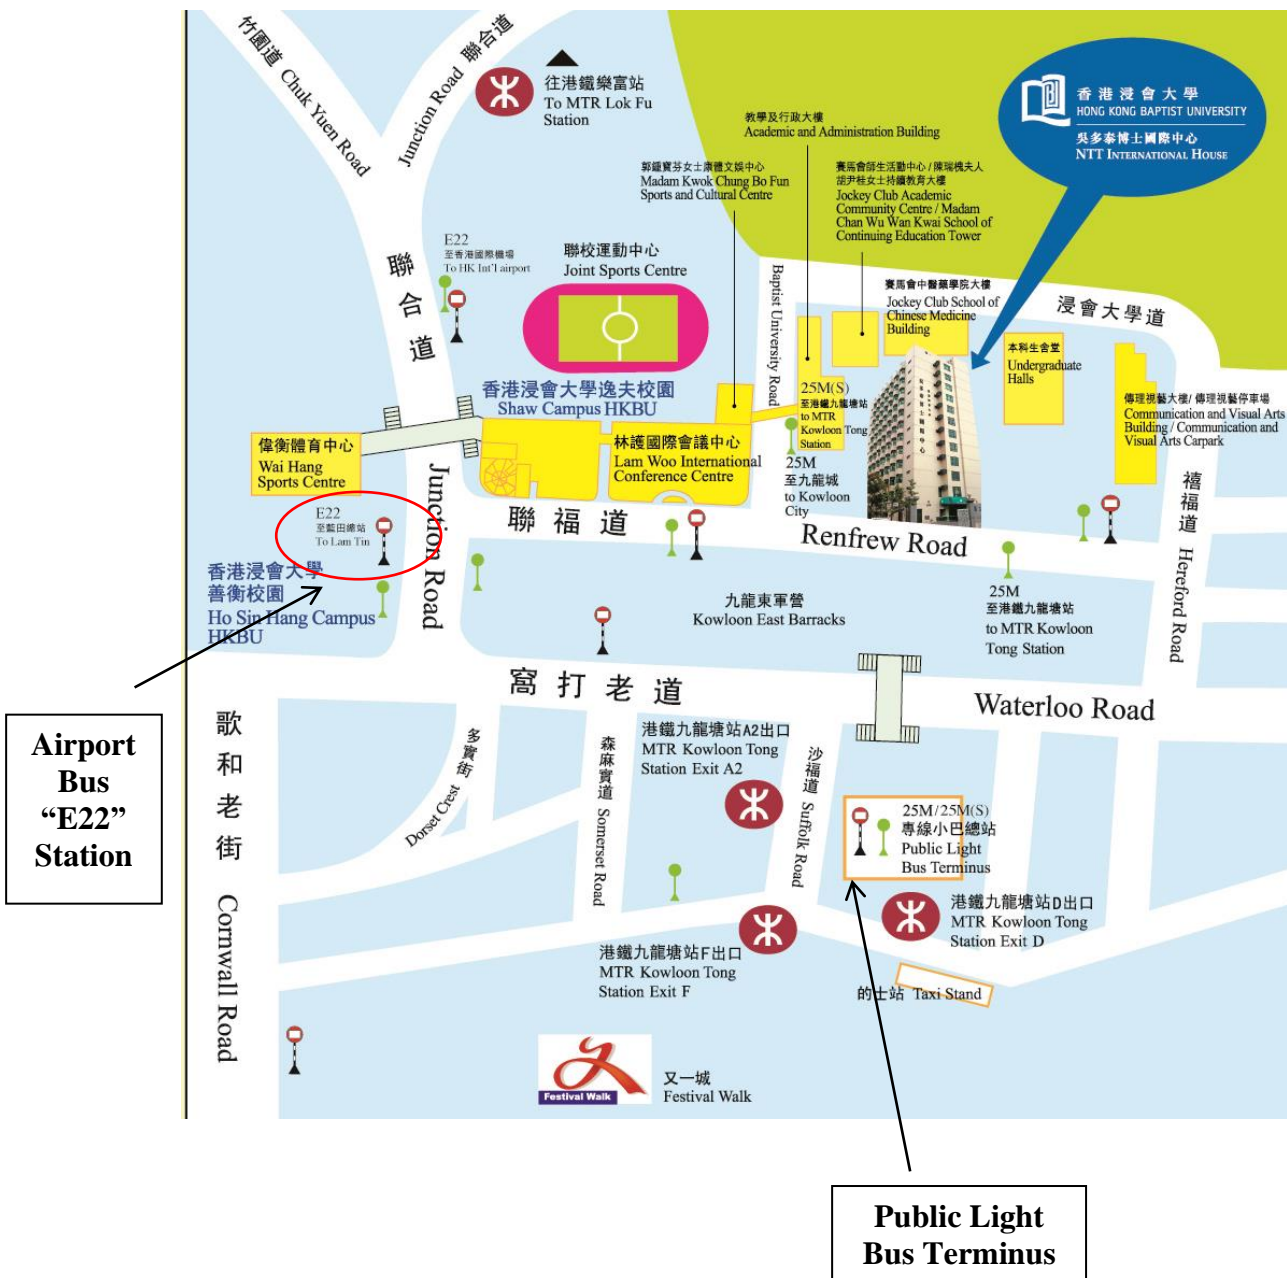 竹園道 Chuk Yuen Road
Junction Road 聯合道
往港鐵樂富站
To MTR Lok Fu
Station
香港浸會大學
HONG KONG BAPTIST UNIVERSITY
吳多泰博士國際中心
NTT INTERNATIONAL HOUSE
教學及行政大樓
Academic and Administration Building
郭鍾寶芬女士康體文娛中心
Madam Kwok Chung Bo Fun
Sports and Cultural Centre
賽馬會師生活動中心 / 陳瑞槐夫人
胡尹桂女士持續教育大樓
Jockey Club Academic
Community Centre / Madam
Chan Wu Wan Kwai School of
Continuing Education Tower
E22
至香港國際機場
To HK Int'l airport
聯校運動中心
Joint Sports Centre
聯合道
Baptist University Road
賽馬會中醫藥學院大樓
Jockey Club School of
Chinese Medicine
Building
浸會大學道
本科生舍堂
Undergraduate
Halls
香港浸會大學逸夫校園
Shaw Campus HKBU
25M(S)
至港鐵九龍塘站
to MTR
Kowloon Tong
Station
傳理視藝大樓/ 傳理視藝停車場
Communication and Visual Arts
Building / Communication and
Visual Arts Carpark
偉衡體育中心
Wai Hang
Sports Centre
林護國際會議中心
Lam Woo International
Conference Centre
25M
至九龍城
to Kowloon
City
Junction Road
禧福道 Hereford Road
E22
至藍田總站
To Lam Tin
聯福道
Renfrew Road
香港浸會大學
善衡校園
Ho Sin Hang Campus
HKBU
九龍東軍營
Kowloon East Barracks
25M
至港鐵九龍塘站
to MTR Kowloon
Tong Station
窩打老道
Waterloo Road
Airport
Bus
“E22”
Station
歌和老街 Cornwall Road
多實街 Dorset Crest
森麻實道 Somerset Road
港鐵九龍塘站A2出口
MTR Kowloon Tong
Station Exit A2
沙福道 Suffolk Road
25M/25M(S)
專線小巴總站
Public Light
Bus Terminus
港鐵九龍塘站D出口
MTR Kowloon Tong
Station Exit D
港鐵九龍塘站F出口
MTR Kowloon Tong
Station Exit F
的士站 Taxi Stand
Festival Walk
又一城
Festival Walk
Public Light
Bus Terminus